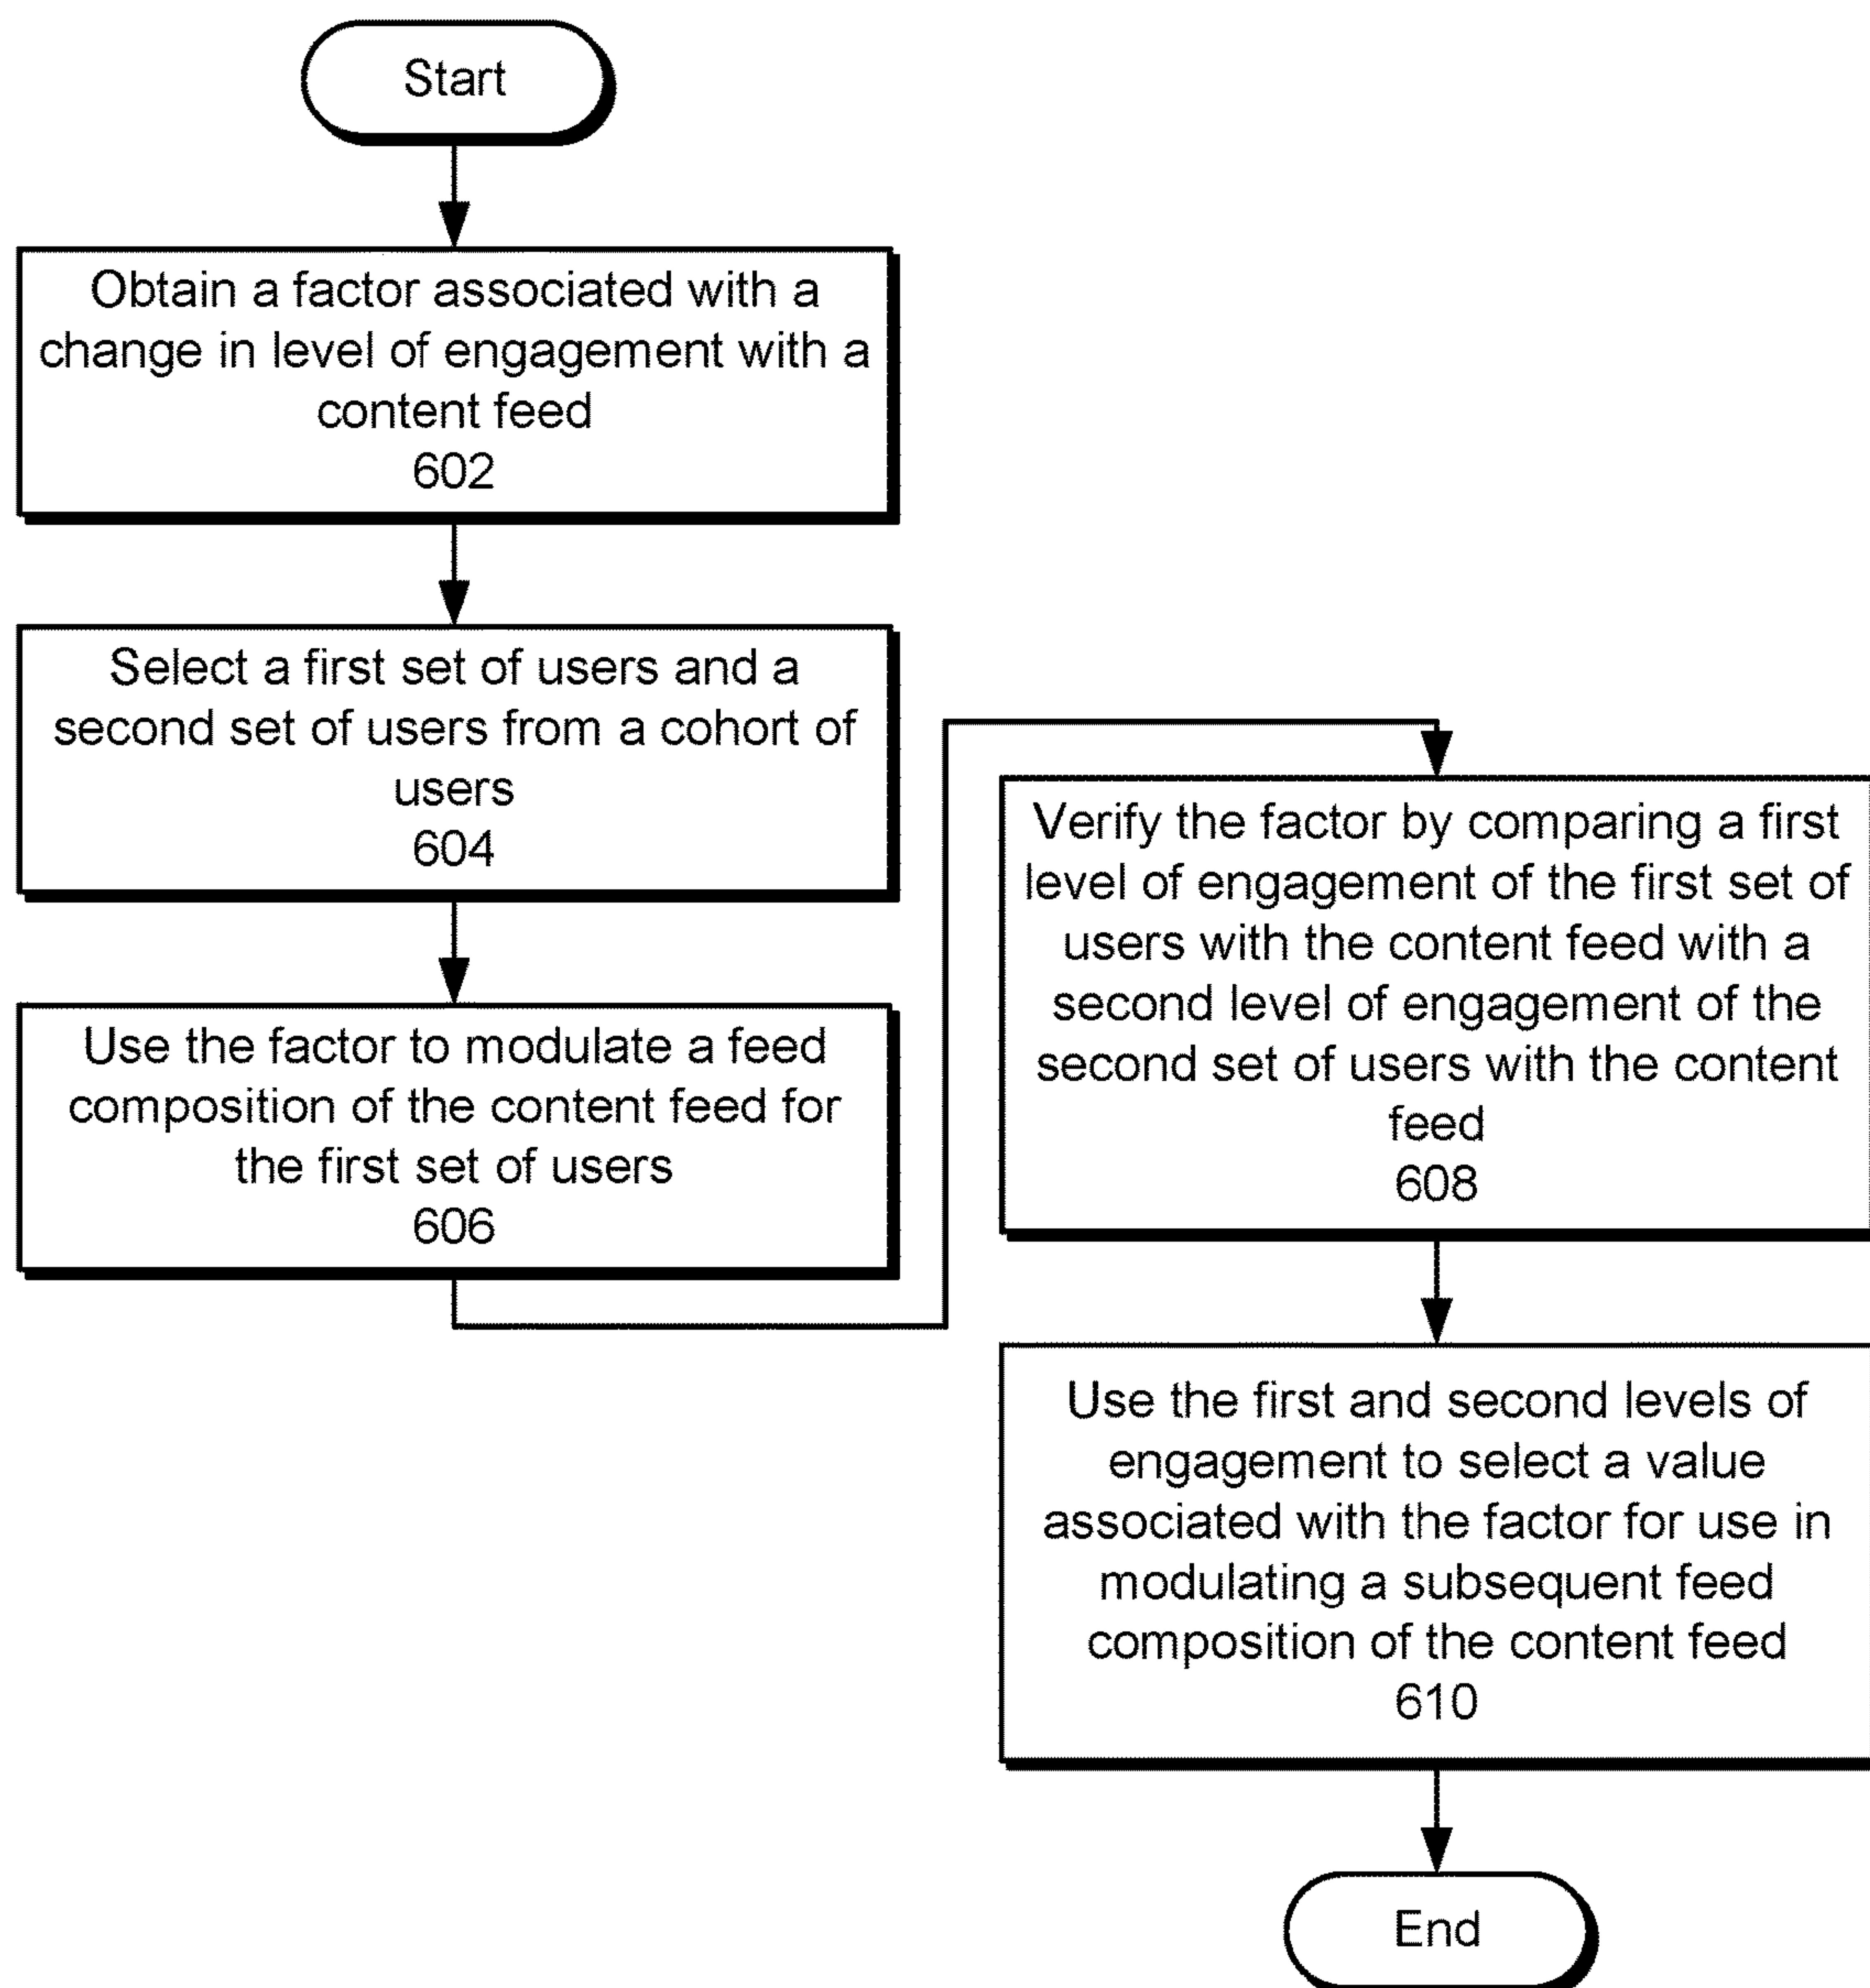 Start
Obtain a factor associated with a
change in level of engagement with a
content feed
602
Select a first set of users and a
second set of users from a cohort of
users
604
Use the factor to modulate a feed
composition of the content feed for
the first set of users
606
Verify the factor by comparing a first
level of engagement of the first set of
users with the content feed with a
second level of engagement of the
second set of users with the content
feed
608
Use the first and second levels of
engagement to select a value
associated with the factor for use in
modulating a subsequent feed
composition of the content feed
610
End